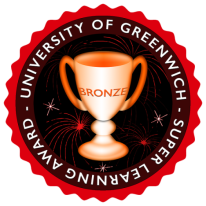 UNIVERSITY OF GREENWICH - SUPER LEARNING AWARD -
BRONZE